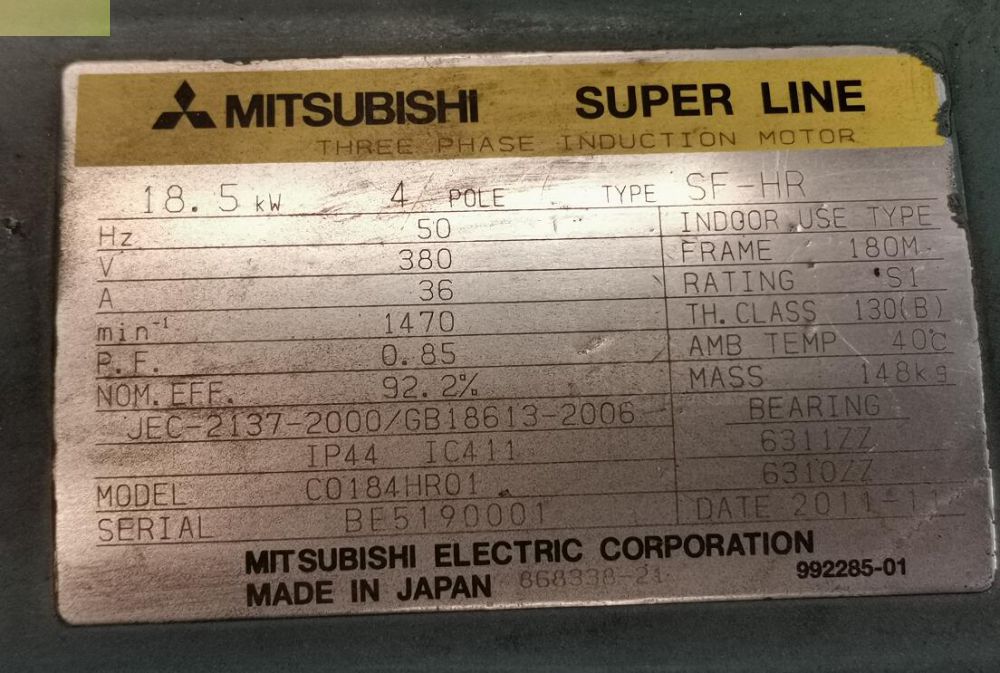 MITSUBISHI SUPER LINE
THREE PHASE INDUCTION MOTOR
18.5 kW 4 POLE TYPE SF-HR
Hz 50 INDOOR USE TYPE
V 380 FRAME 180M
A 36 RATING S1
min⁻¹ 1470 TH. CLASS 130(B)
P.F. 0.85 AMB TEMP 40℃
NOM. EFF. 92.2% MASS 148kg
JEC-2137-2000/GB18613-2006 BEARING
IP44 IC411 6311ZZ
6310ZZ
MODEL C0184HR01
SERIAL BE5190001 DATE 2011-11
MITSUBISHI ELECTRIC CORPORATION
MADE IN JAPAN 868338-21 992285-01